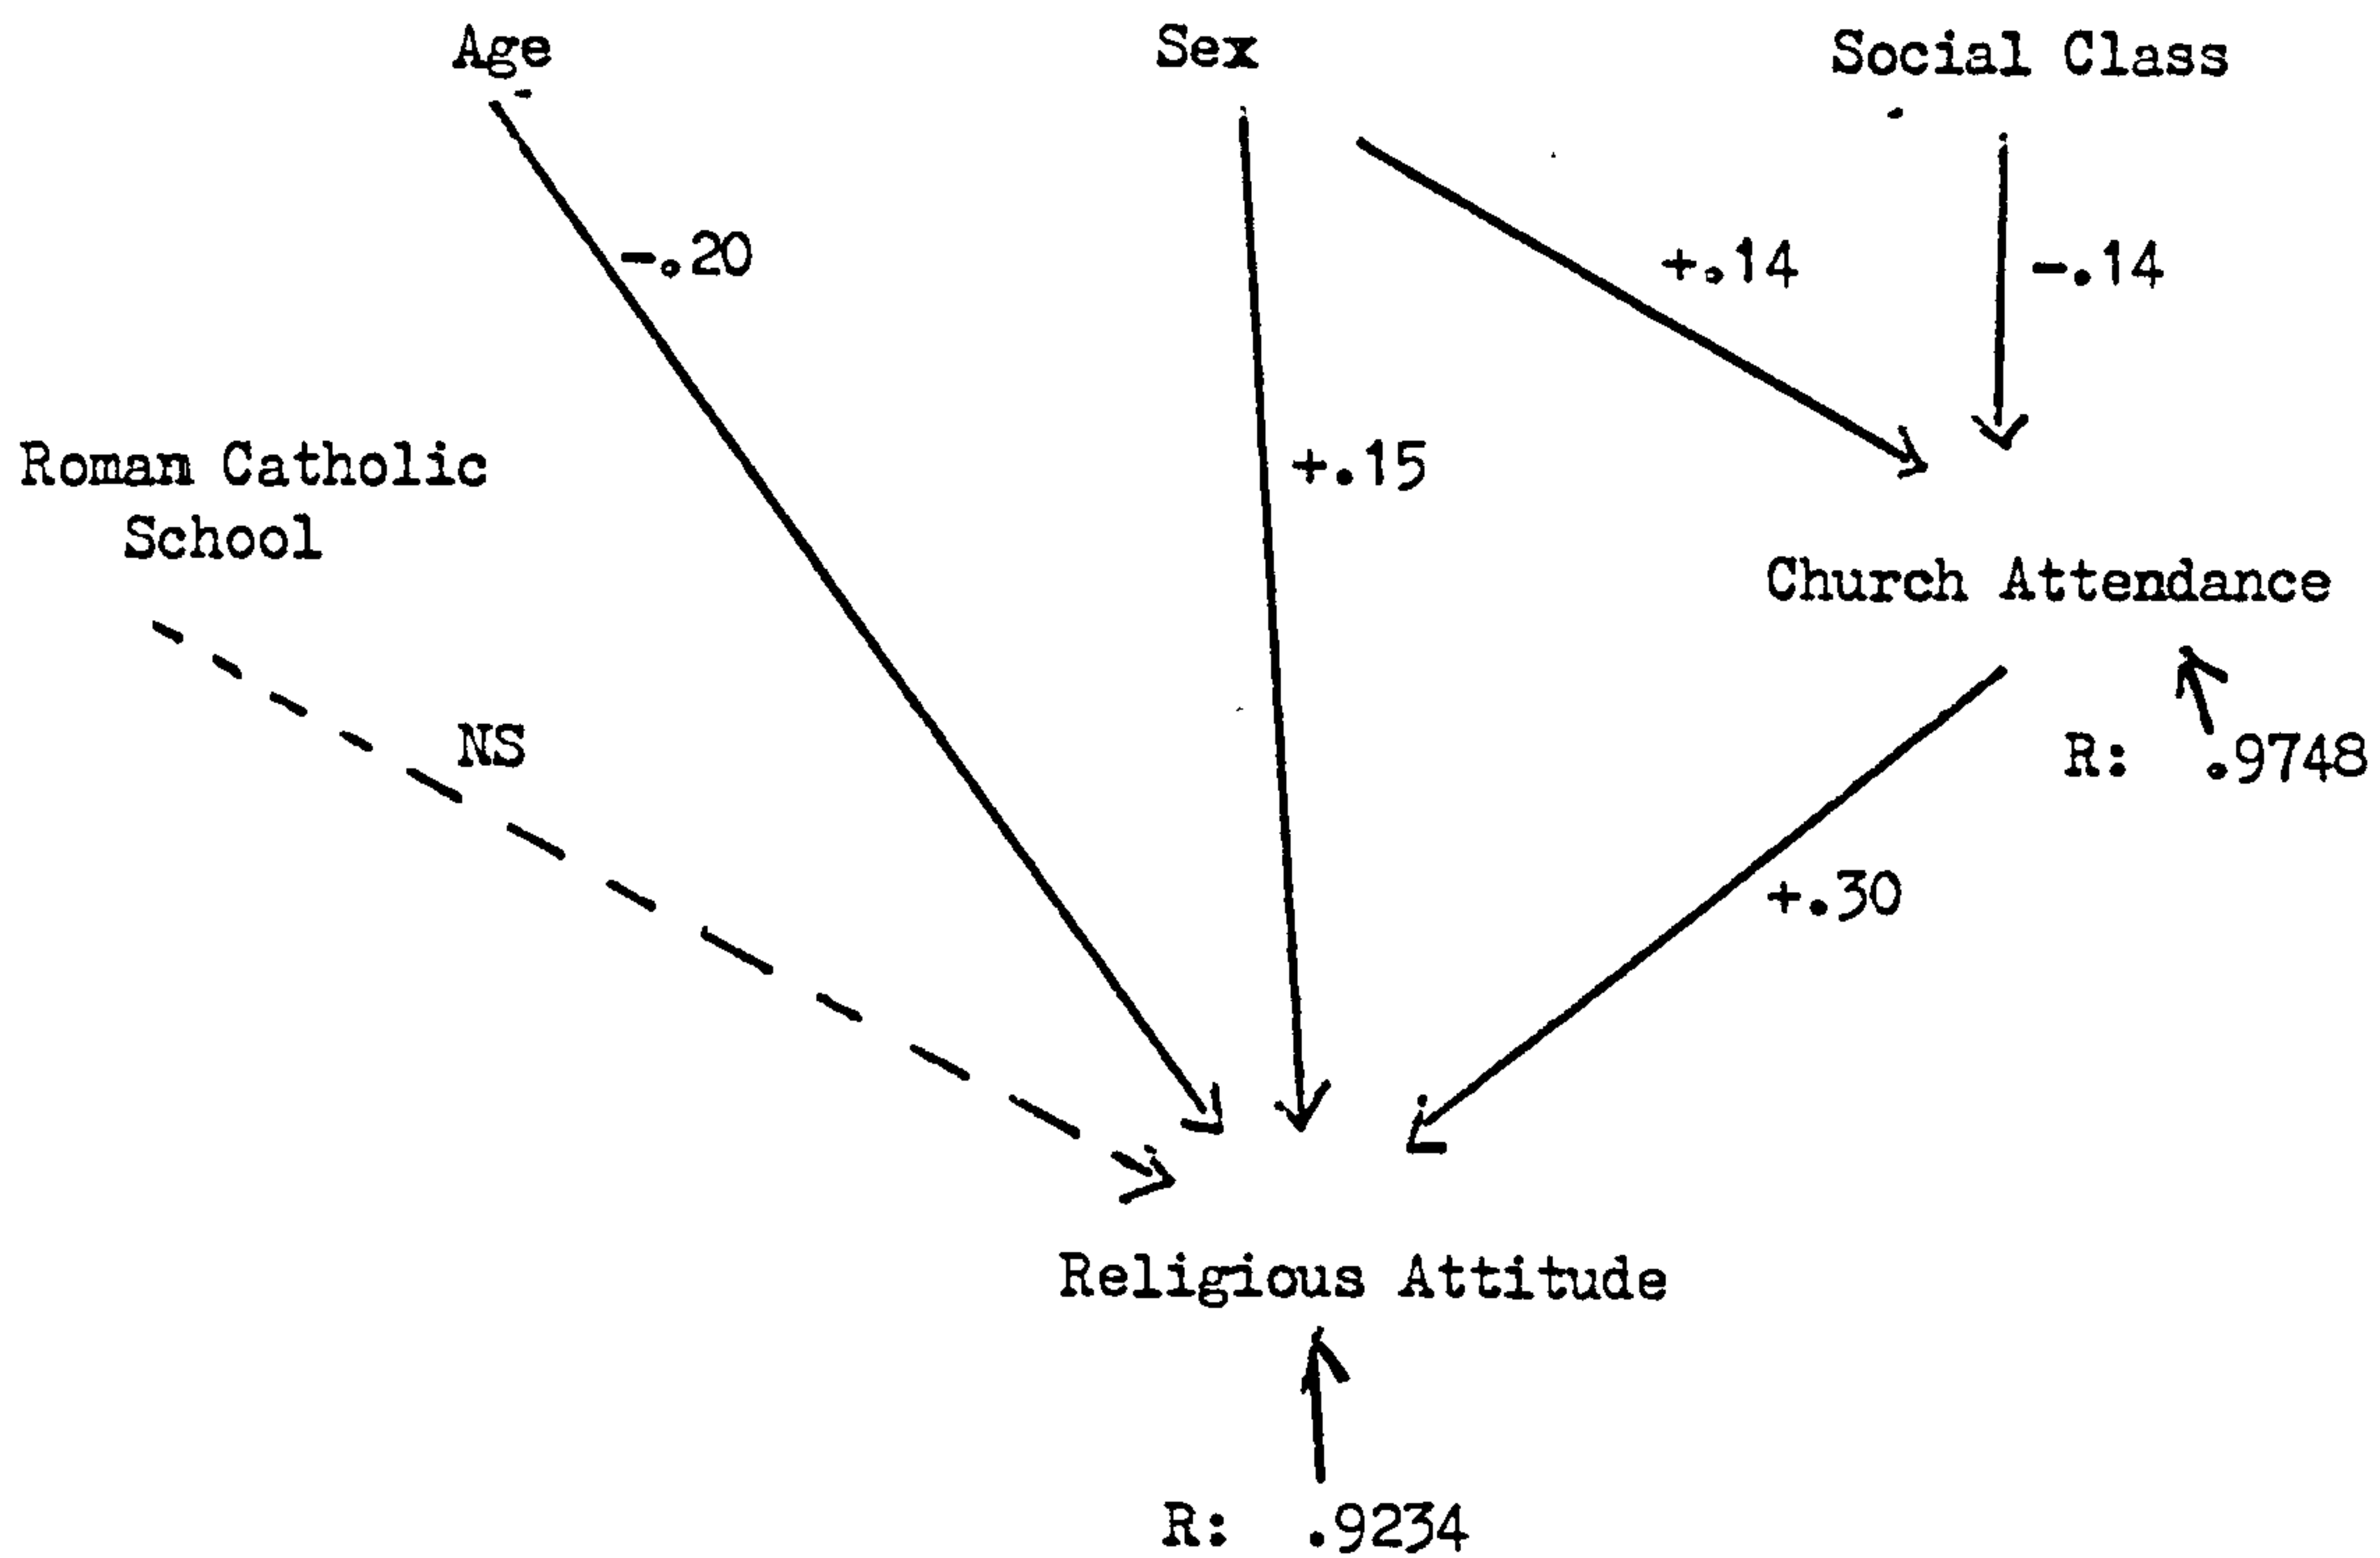 Age Sex Social Class
-.20 +.14 -.14
Roman Catholic
School
+.15
Church Attendance
NS
R: .9748
+.30
Religious Attitude
R: .9234